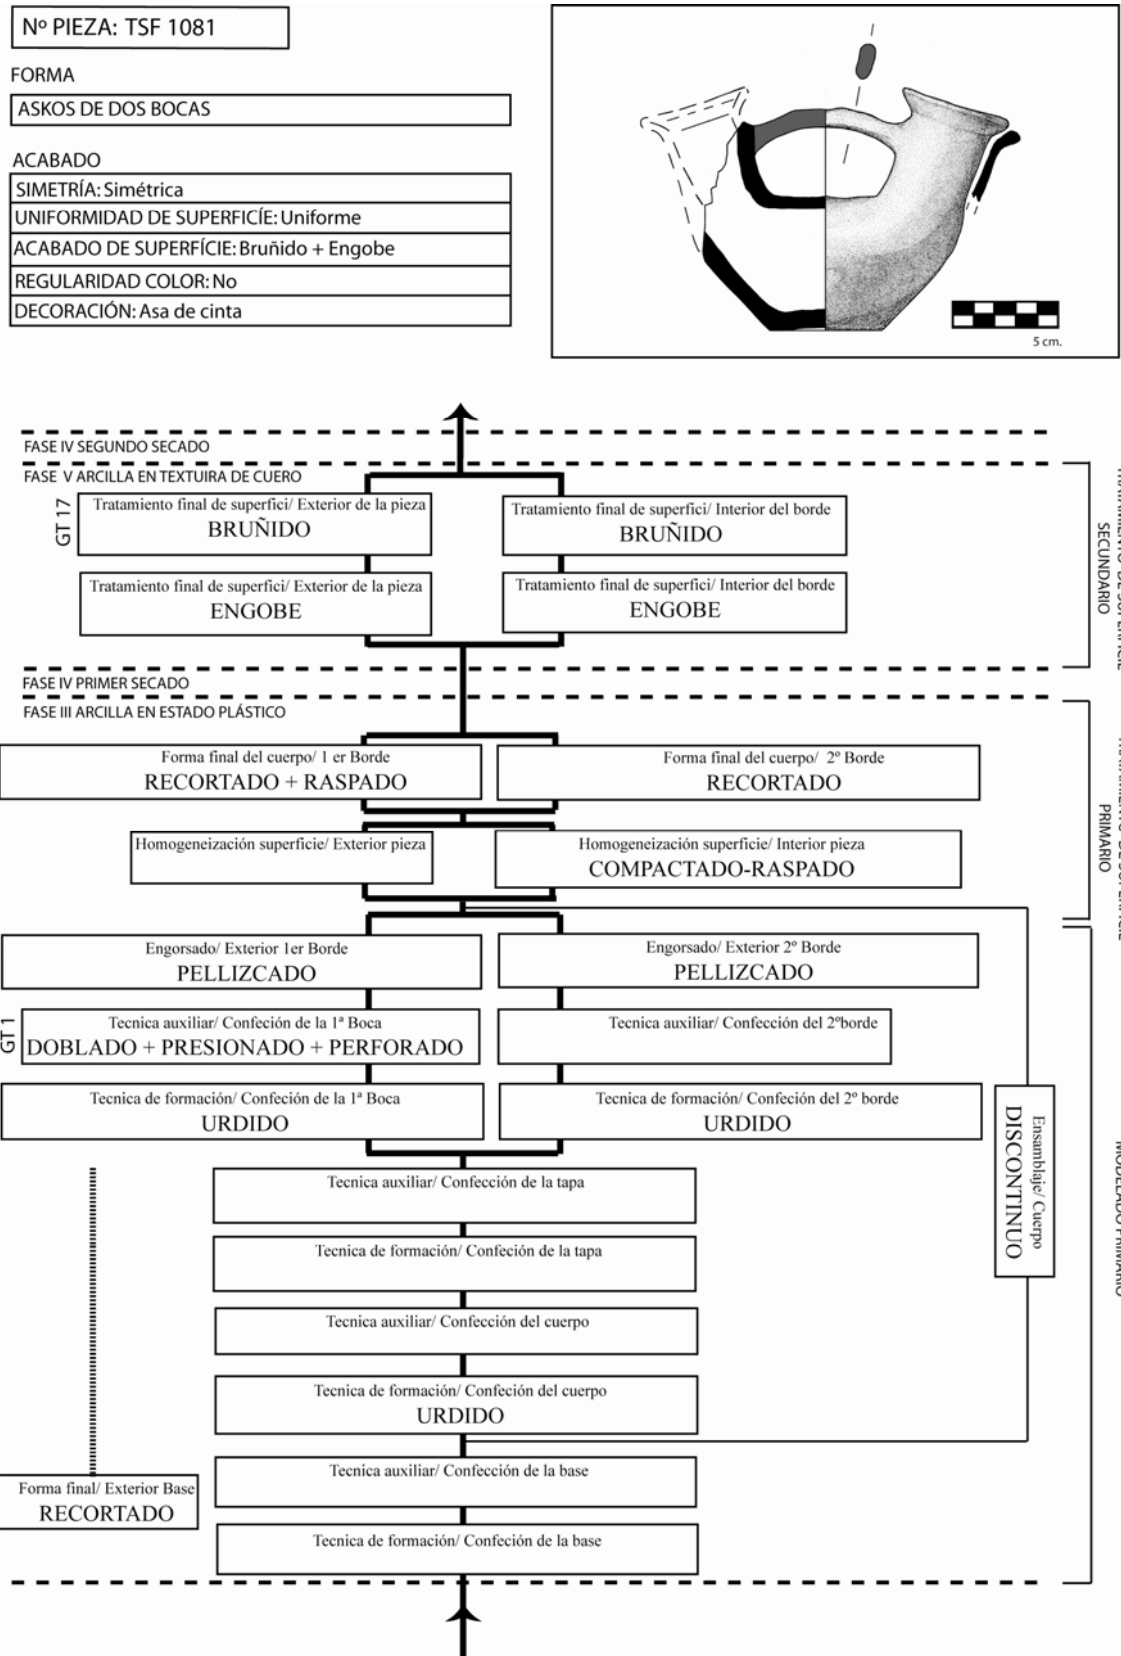 Nº PIEZA: TSF 1081
FORMA
ASKOS DE DOS BOCAS
ACABADO
SIMETRÍA: Simétrica
UNIFORMIDAD DE SUPERFICÍE: Uniforme
ACABADO DE SUPERFÍCIE: Bruñido + Engobe
REGULARIDAD COLOR: No
DECORACIÓN: Asa de cinta
5 cm.
FASE IV SEGUNDO SECADO
FASE V ARCILLA EN TEXTUIRA DE CUERO
GT 17
Tratamiento final de superfici/ Exterior de la pieza
BRUÑIDO
Tratamiento final de superfici/ Interior del borde
BRUÑIDO
Tratamiento final de superfici/ Exterior de la pieza
ENGOBE
Tratamiento final de superfici/ Interior del borde
ENGOBE
SECUNDARIO
FASE IV PRIMER SECADO
FASE III ARCILLA EN ESTADO PLÁSTICO
Forma final del cuerpo/ 1 er Borde
RECORTADO + RASPADO
Forma final del cuerpo/ 2º Borde
RECORTADO
Homogeneización superficie/ Exterior pieza
Homogeneización superficie/ Interior pieza
COMPACTADO-RASPADO
PRIMARIO
Engorsado/ Exterior 1er Borde
PELLIZCADO
Engorsado/ Exterior 2º Borde
PELLIZCADO
GT 1
Tecnica auxiliar/ Confeción de la 1ª Boca
DOBLADO + PRESIONADO + PERFORADO
Tecnica auxiliar/ Confección del 2ºborde
Tecnica de formación/ Confeción de la 1ª Boca
URDIDO
Tecnica de formación/ Confeción del 2º borde
URDIDO
Ensamblaje/ Cuerpo
DISCONTINUO
MODELADO PRIMARIO
Tecnica auxiliar/ Confección de la tapa
Tecnica de formación/ Confeción de la tapa
Tecnica auxiliar/ Confección del cuerpo
Tecnica de formación/ Confeción del cuerpo
URDIDO
Tecnica auxiliar/ Confección de la base
Forma final/ Exterior Base
RECORTADO
Tecnica de formación/ Confeción de la base